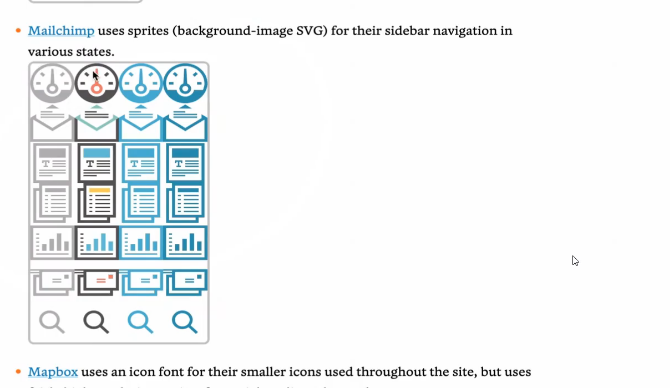 Mailchimp uses sprites (background-image SVG) for their sidebar navigation in
various states.
T T T T
Mapbox uses an icon font for their smaller icons used throughout the site, but uses